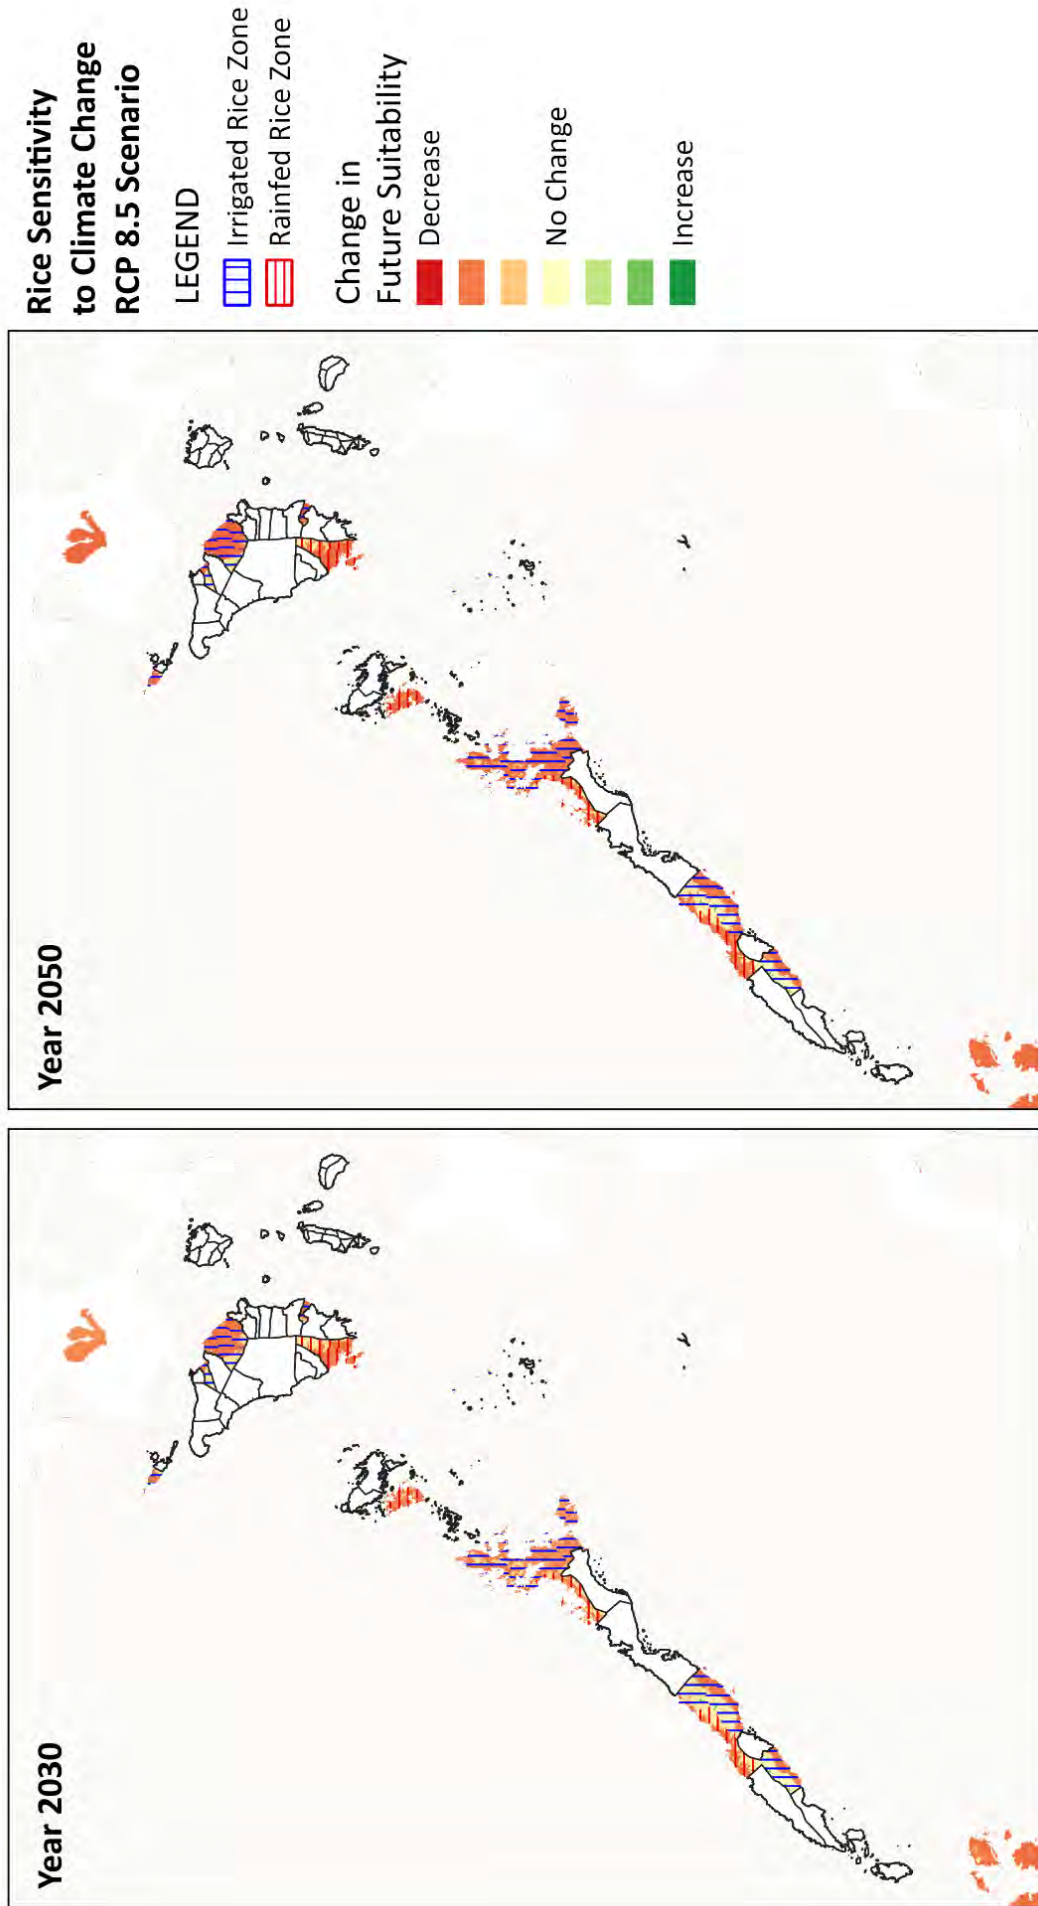 Year 2030
Year 2050
Rice Sensitivity
to Climate Change
RCP 8.5 Scenario
LEGEND
Irrigated Rice Zone
Rainfed Rice Zone
Change in
Future Suitability
Decrease
No Change
Increase